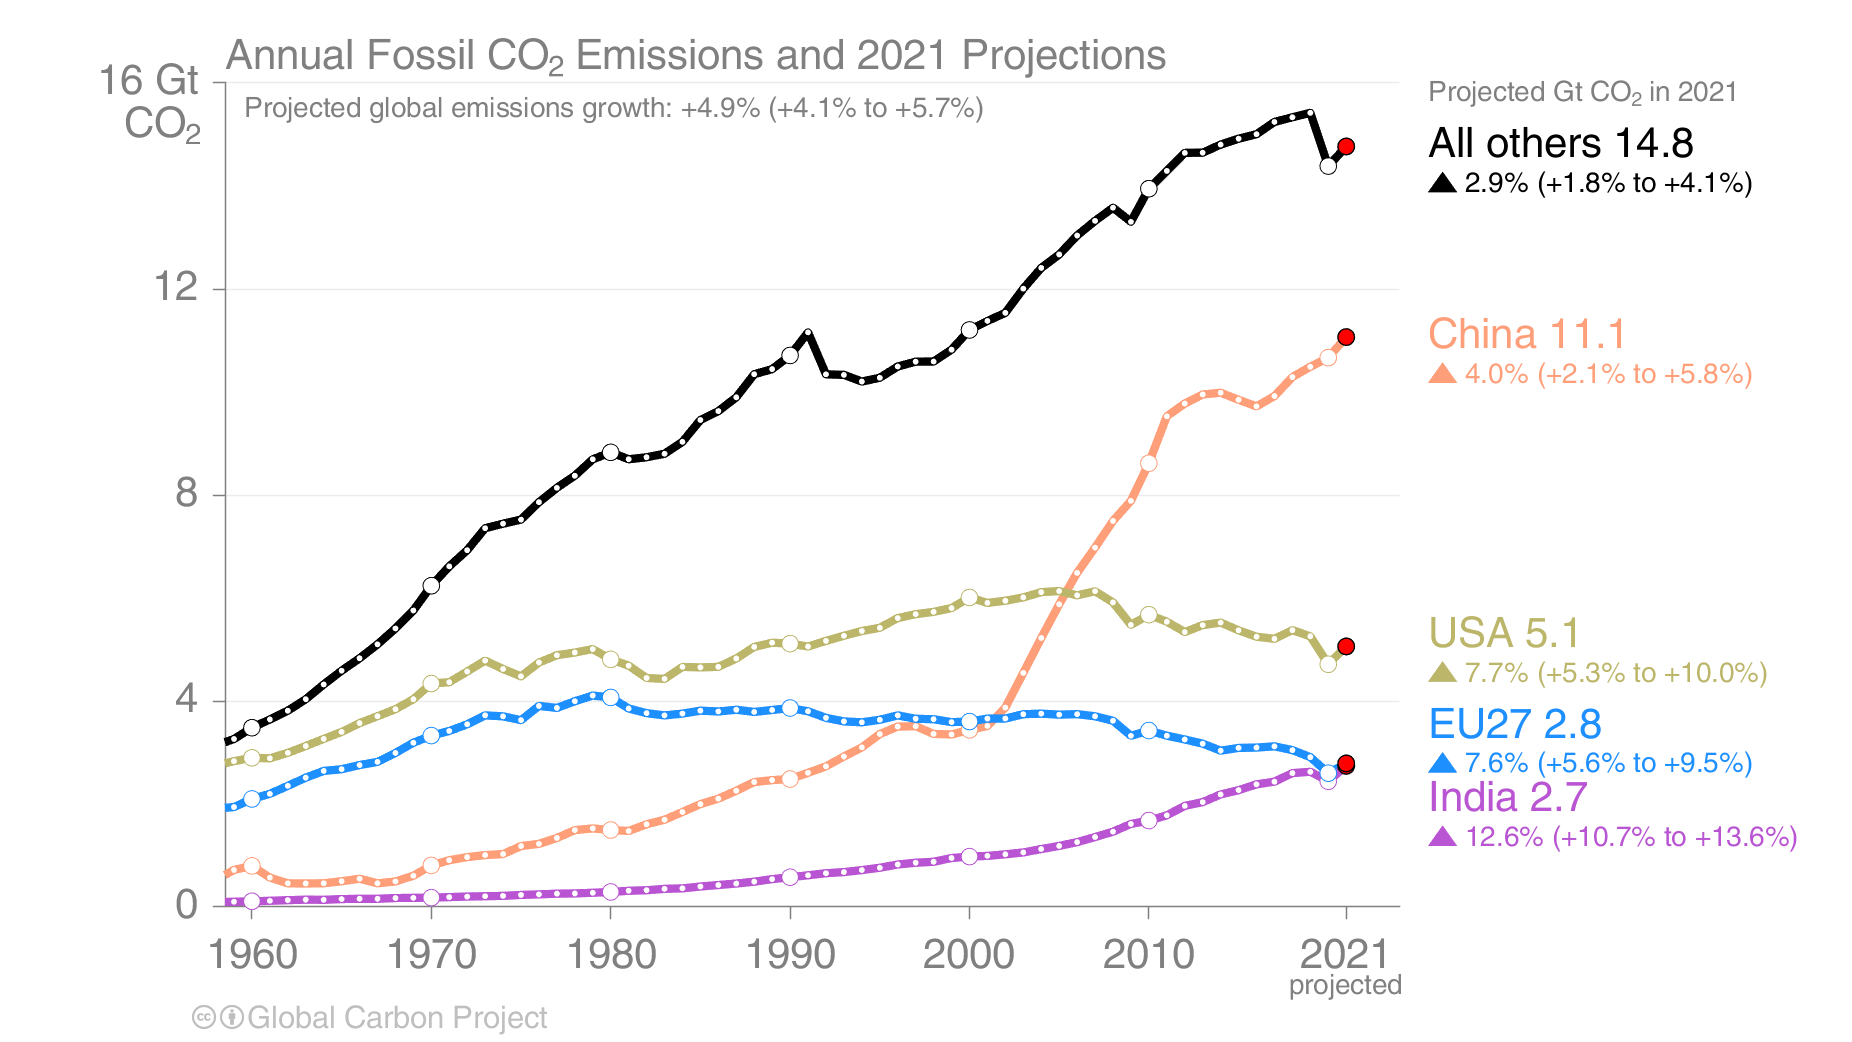 Annual Fossil CO₂ Emissions and 2021 Projections
16 Gt
CO₂
Projected global emissions growth: +4.9% (+4.1% to +5.7%)
12
8
4
0
1960
1970
1980
1990
2000
2010
2021
projected
Projected Gt CO₂ in 2021
All others 14.8
▲ 2.9% (+1.8% to +4.1%)
China 11.1
▲ 4.0% (+2.1% to +5.8%)
USA 5.1
▲ 7.7% (+5.3% to +10.0%)
EU27 2.8
▲ 7.6% (+5.6% to +9.5%)
India 2.7
▲ 12.6% (+10.7% to +13.6%)
cc Global Carbon Project